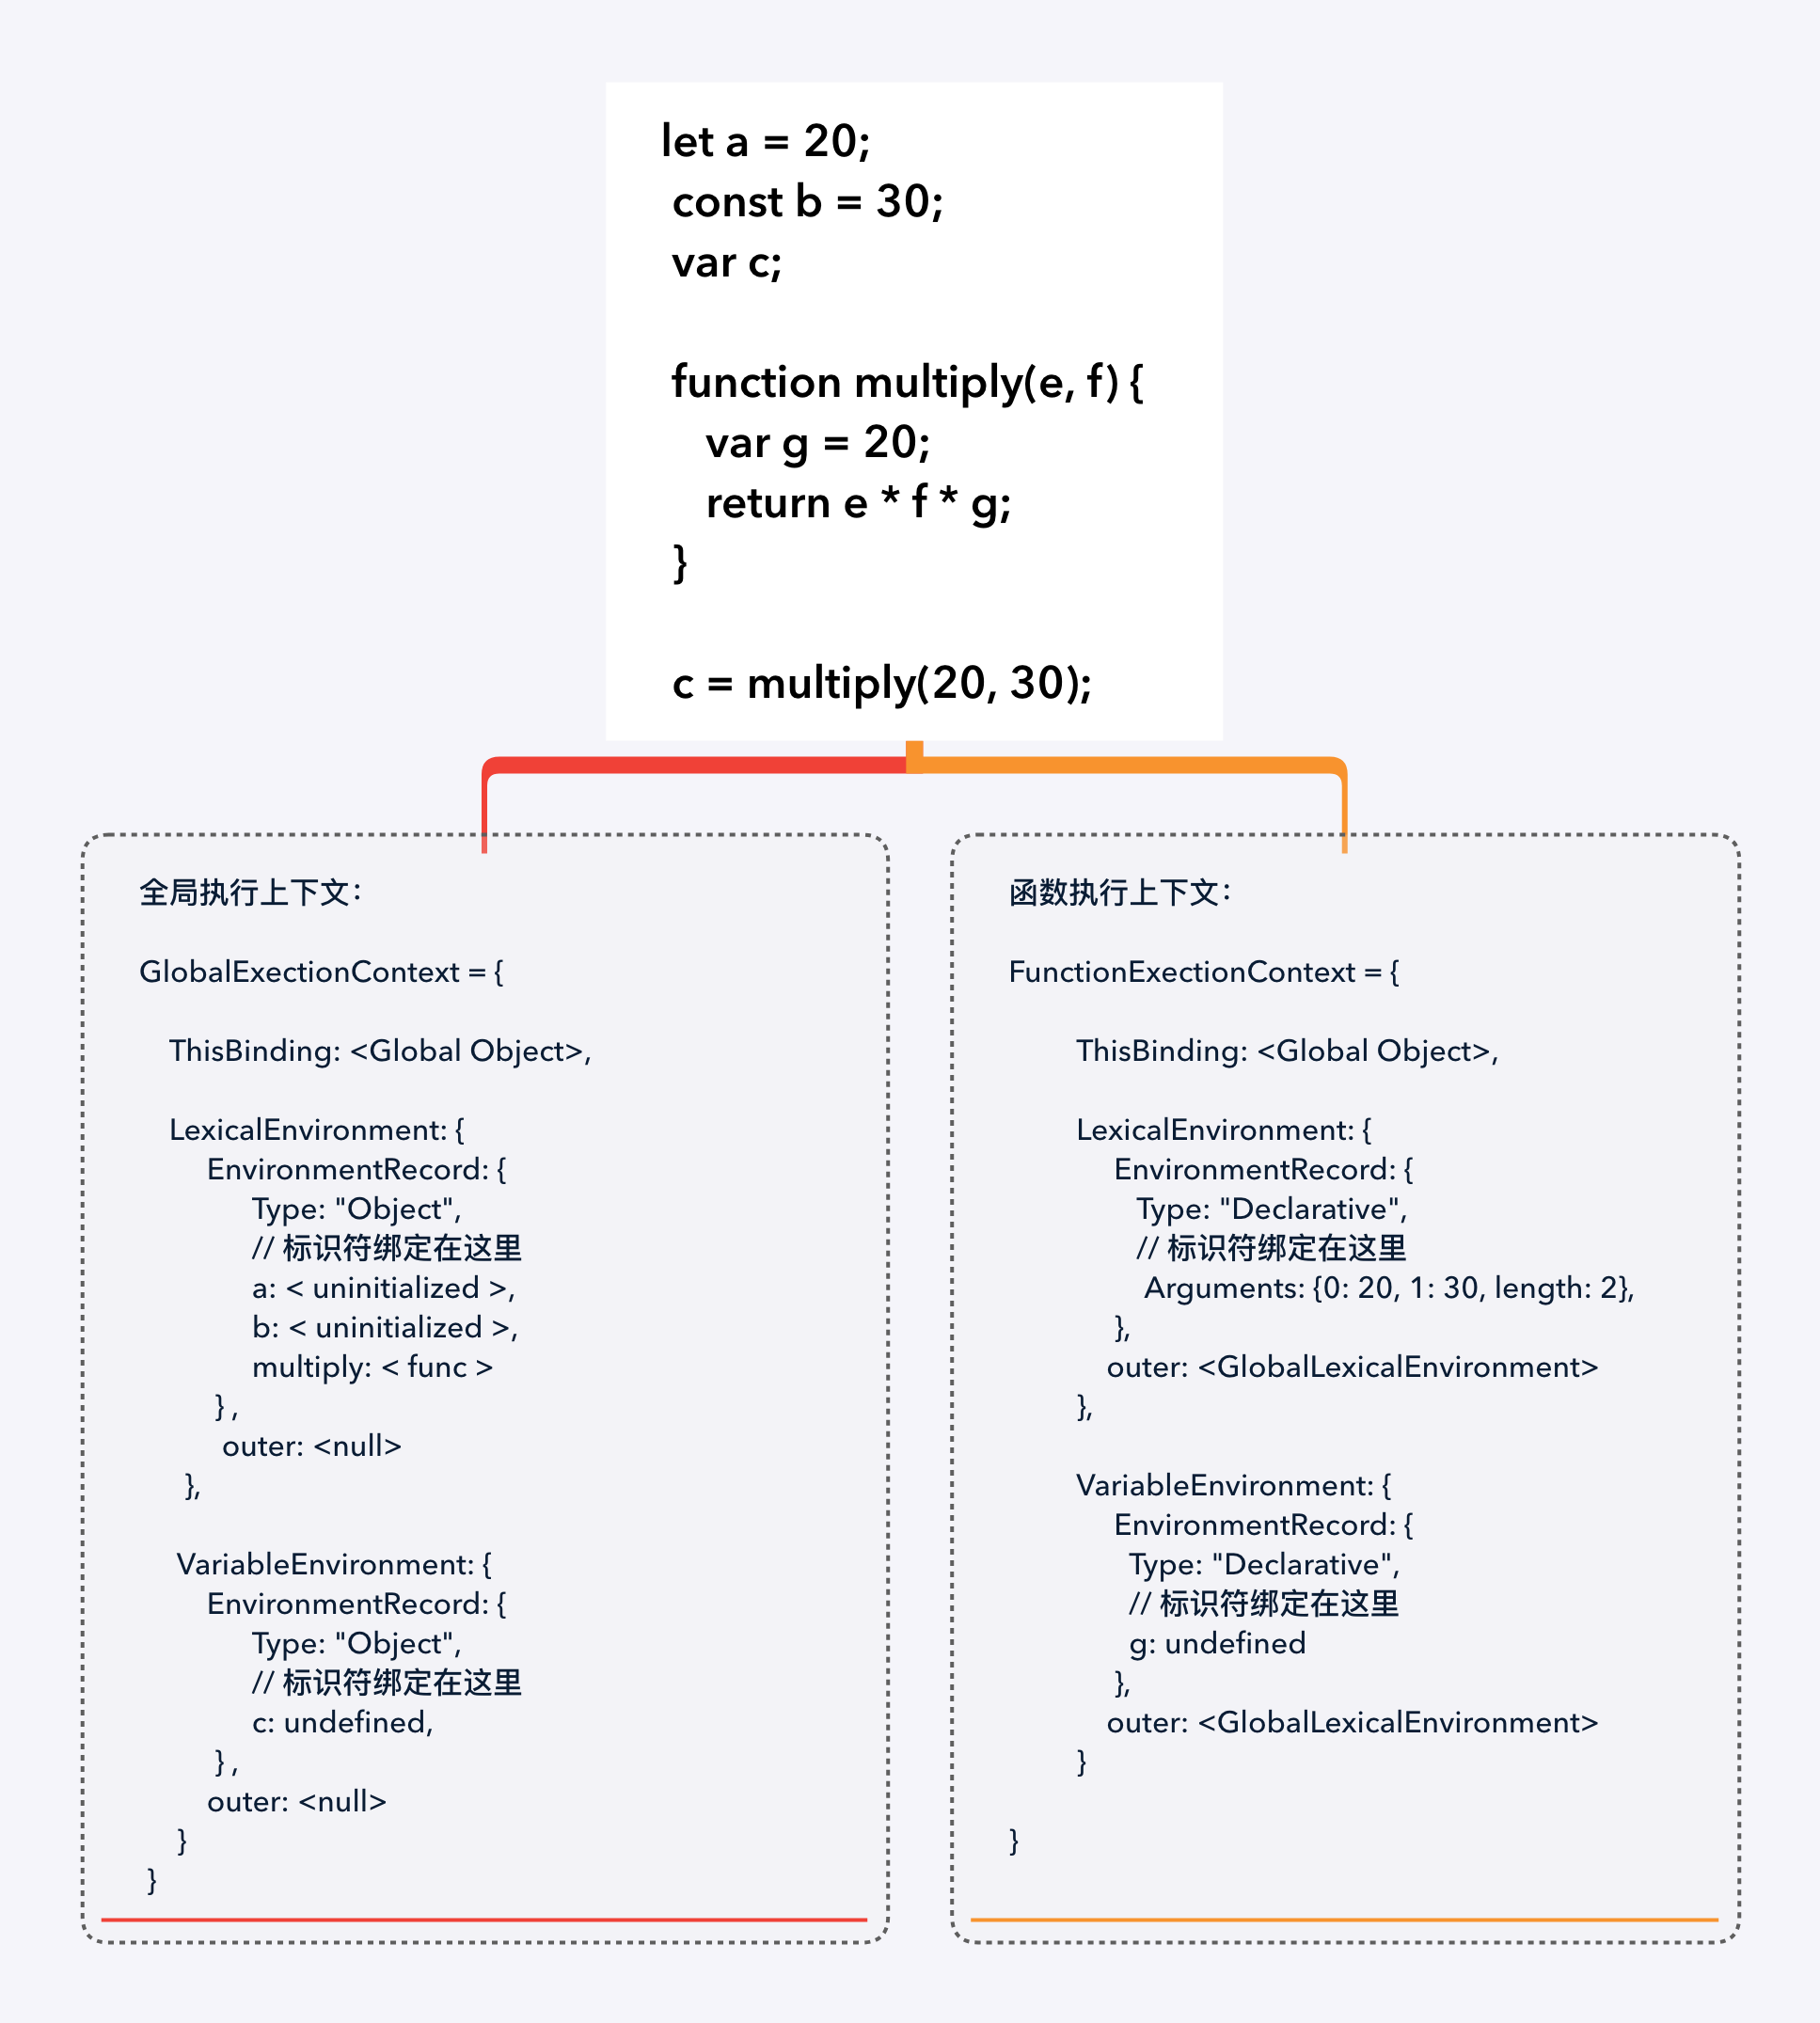 let a = 20;
const b = 30;
var c;
function multiply(e, f) {
var g = 20;
return e * f * g;
}
c = multiply(20, 30);
全局执行上下文：
GlobalExectionContext = {
ThisBinding: <Global Object>,
LexicalEnvironment: {
EnvironmentRecord: {
Type: "Object",
// 标识符绑定在这里
a: < uninitialized >,
b: < uninitialized >,
multiply: < func >
} ,
outer: <null>
},
VariableEnvironment: {
EnvironmentRecord: {
Type: "Object",
// 标识符绑定在这里
c: undefined,
} ,
outer: <null>
}
}
函数执行上下文：
FunctionExectionContext = {
ThisBinding: <Global Object>,
LexicalEnvironment: {
EnvironmentRecord: {
Type: "Declarative",
// 标识符绑定在这里
Arguments: {0: 20, 1: 30, length: 2},
},
outer: <GlobalLexicalEnvironment>
},
VariableEnvironment: {
EnvironmentRecord: {
Type: "Declarative",
// 标识符绑定在这里
g: undefined
},
outer: <GlobalLexicalEnvironment>
}
}